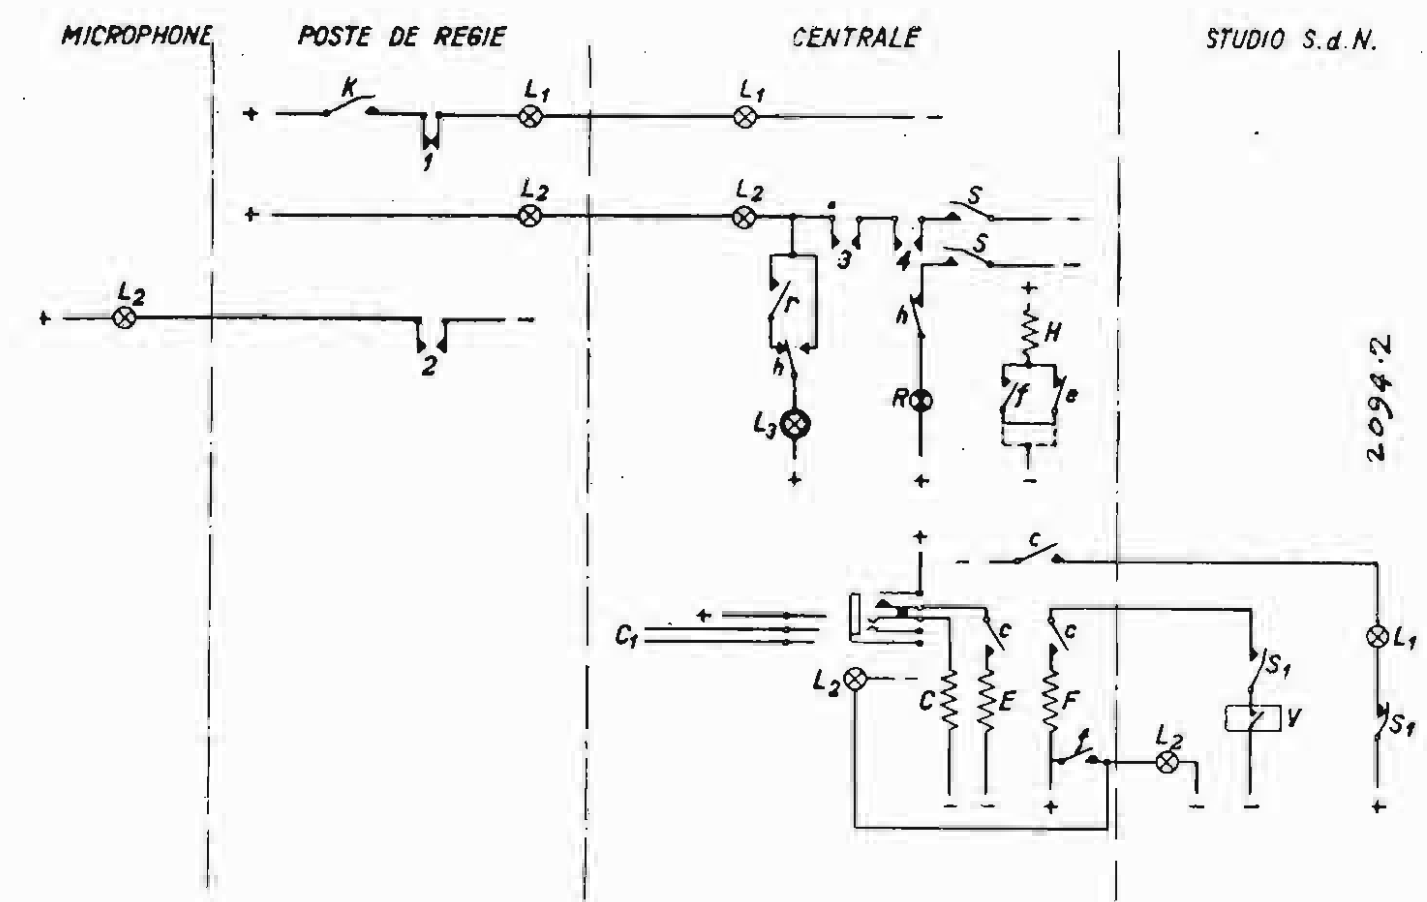 MICROPHONE POSTE DE REGIE CENTRALE STUDIO S.d.N.
K L1 L1
+ -
1
L2 L2 S
+ 3 4 -
S
-
L2 r h + H
+ 2 -
h R f e
L3
+ + -
2094.2
+ - c
+ c c
C1 L1
L2 - C E F S1
V S1
f L2
- - + - - +